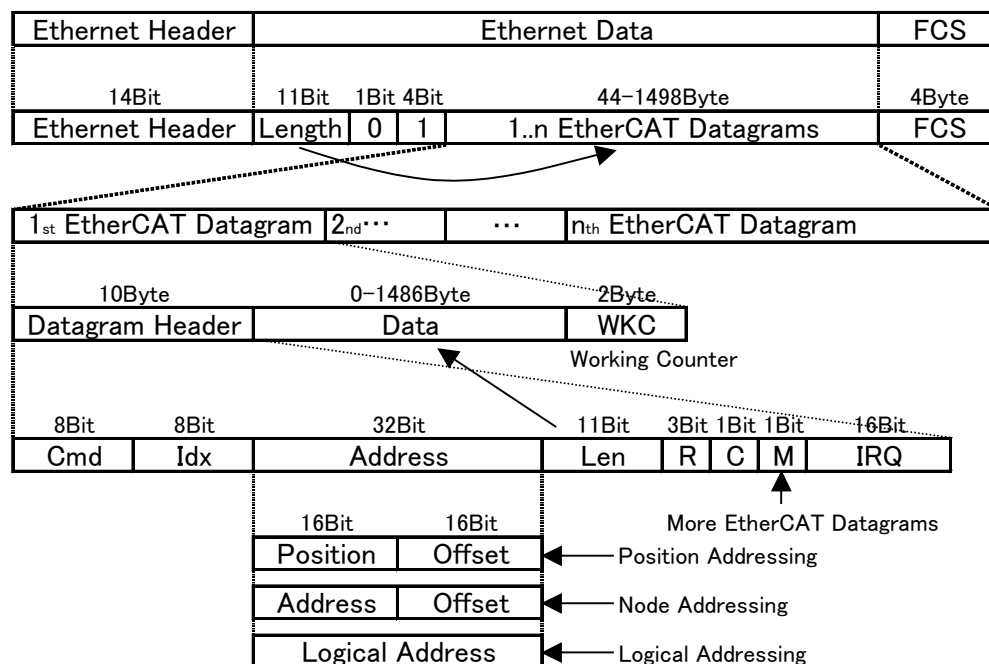 Ethernet Header Ethernet Data FCS
14Bit 11Bit 1Bit 4Bit 44-1498Byte 4Byte
Ethernet Header Length 0 1 1..n EtherCAT Datagrams FCS
1st EtherCAT Datagram 2nd··· ··· nth EtherCAT Datagram
10Byte 0-1486Byte 2Byte
Datagram Header Data WKC
Working Counter
8Bit 8Bit 32Bit 11Bit 3Bit 1Bit 1Bit 16Bit
Cmd Idx Address Len R C M IRQ
16Bit 16Bit More EtherCAT Datagrams
Position Offset Position Addressing
Address Offset Node Addressing
Logical Address Logical Addressing